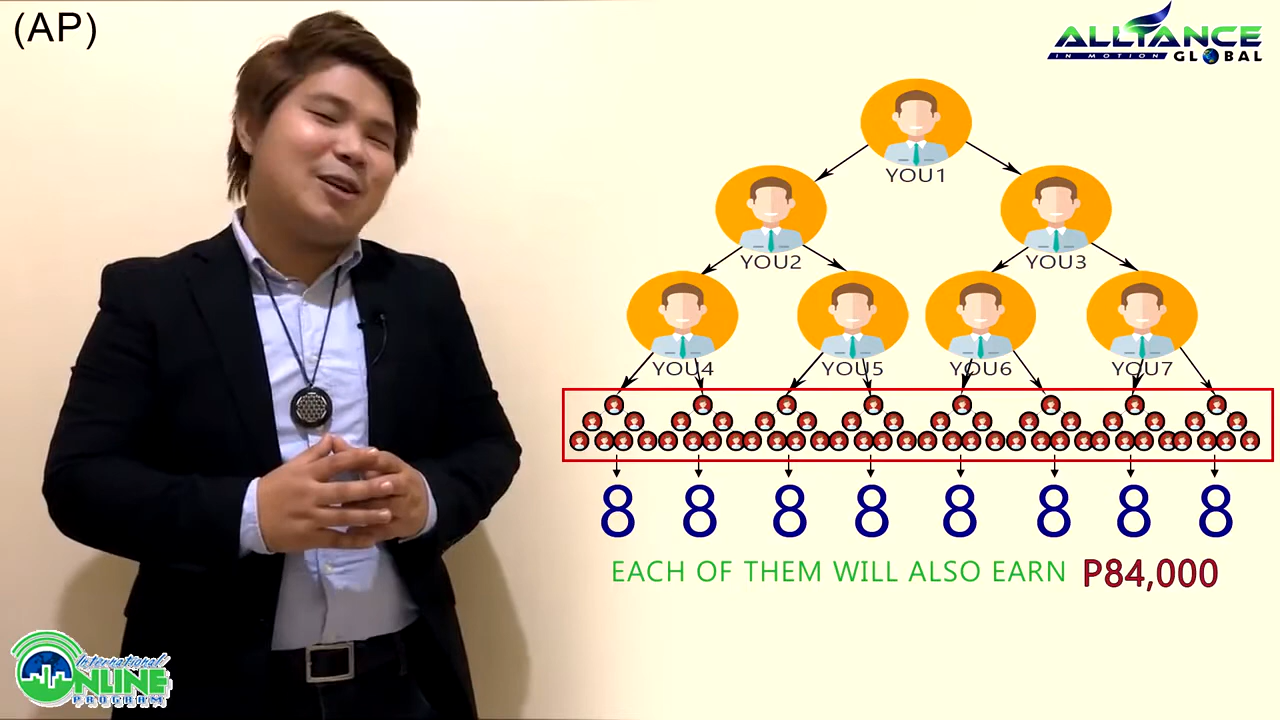 (AP)
ALLIANCE
IN MOTION GLOBAL
YOU1
YOU2
YOU3
YOU4
YOU5
YOU6
YOU7
8 8 8 8 8 8 8 8
EACH OF THEM WILL ALSO EARN P84,000
International
ONLINE
PROGRAM